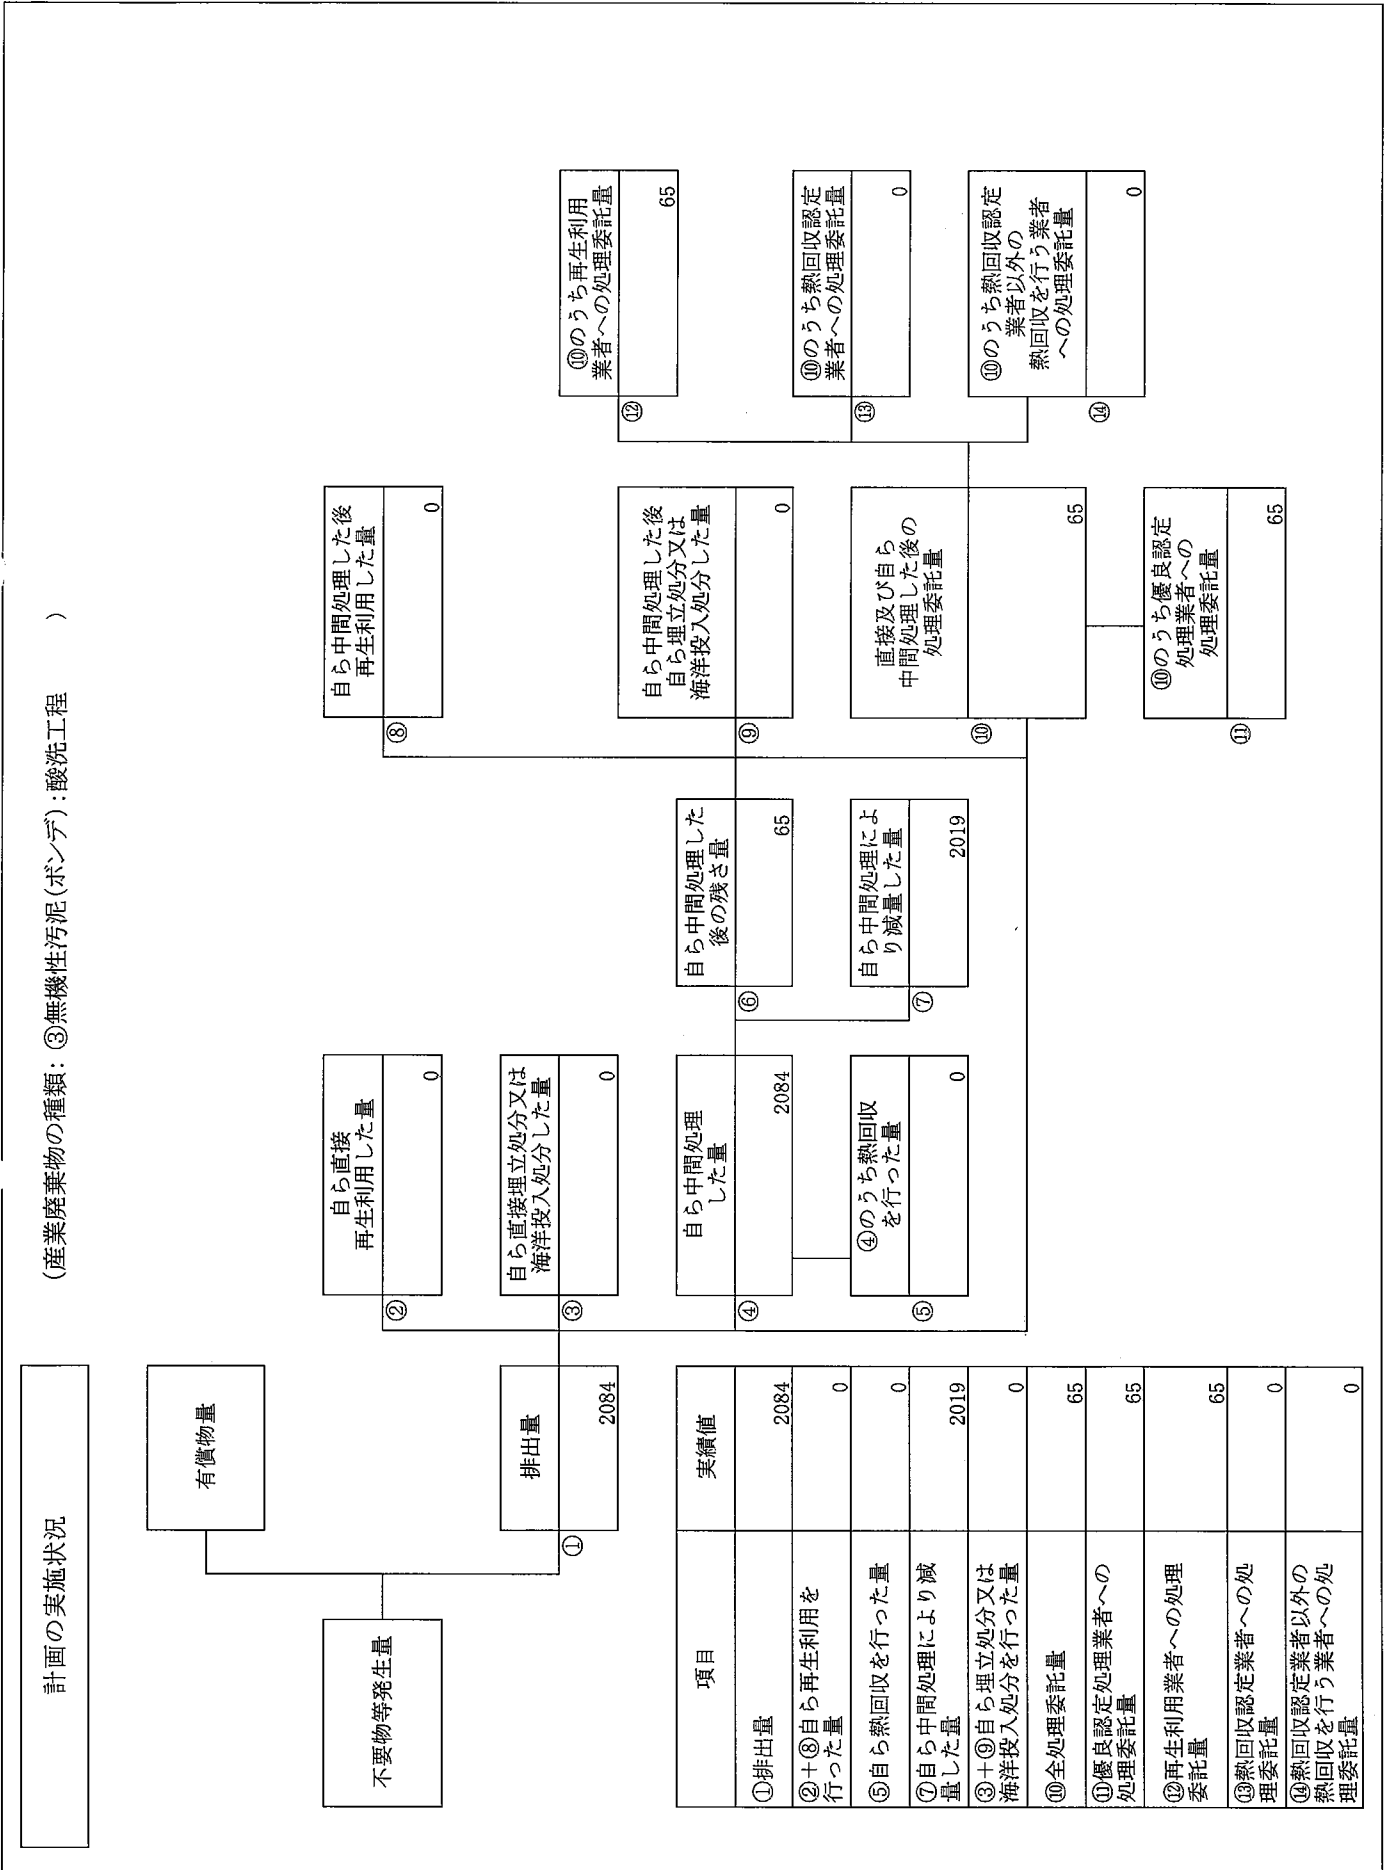 計画の実施状況
(産業廃棄物の種類：③無機性汚泥(ボンデ)：酸洗工程　　)
不要物等発生量
有償物量
①
排出量
2084
②
自ら直接
再生利用した量
0
③
自ら直接埋立処分又は
海洋投入処分した量
0
④
自ら中間処理
した量
2084
⑤
④のうち熱回収
を行った量
0
⑥
自ら中間処理した
後の残さ量
65
⑦
自ら中間処理によ
り減量した量
2019
⑧
自ら中間処理した後
再生利用した量
0
⑨
自ら中間処理した後
自ら埋立処分又は
海洋投入処分した量
0
⑩
直接及び自ら
中間処理した後の
処理委託量
65
⑪
⑩のうち優良認定
処理業者への
処理委託量
65
⑫
⑩のうち再生利用
業者への処理委託量
65
⑬
⑩のうち熱回収認定
業者への処理委託量
0
⑭
⑩のうち熱回収認定
業者以外の
熱回収を行う業者
への処理委託量
0
項目 実績値
①排出量 2084
②＋⑧自ら再生利用を
行った量 0
⑤自ら熱回収を行った量 0
⑦自ら中間処理により減
量した量 2019
③＋⑨自ら埋立処分又は
海洋投入処分を行った量 0
⑩全処理委託量 65
⑪優良認定処理業者への
処理委託量 65
⑫再生利用業者への処理
委託量 65
⑬熱回収認定業者への処
理委託量 0
⑭熱回収認定業者以外の
熱回収を行う業者への処
理委託量 0